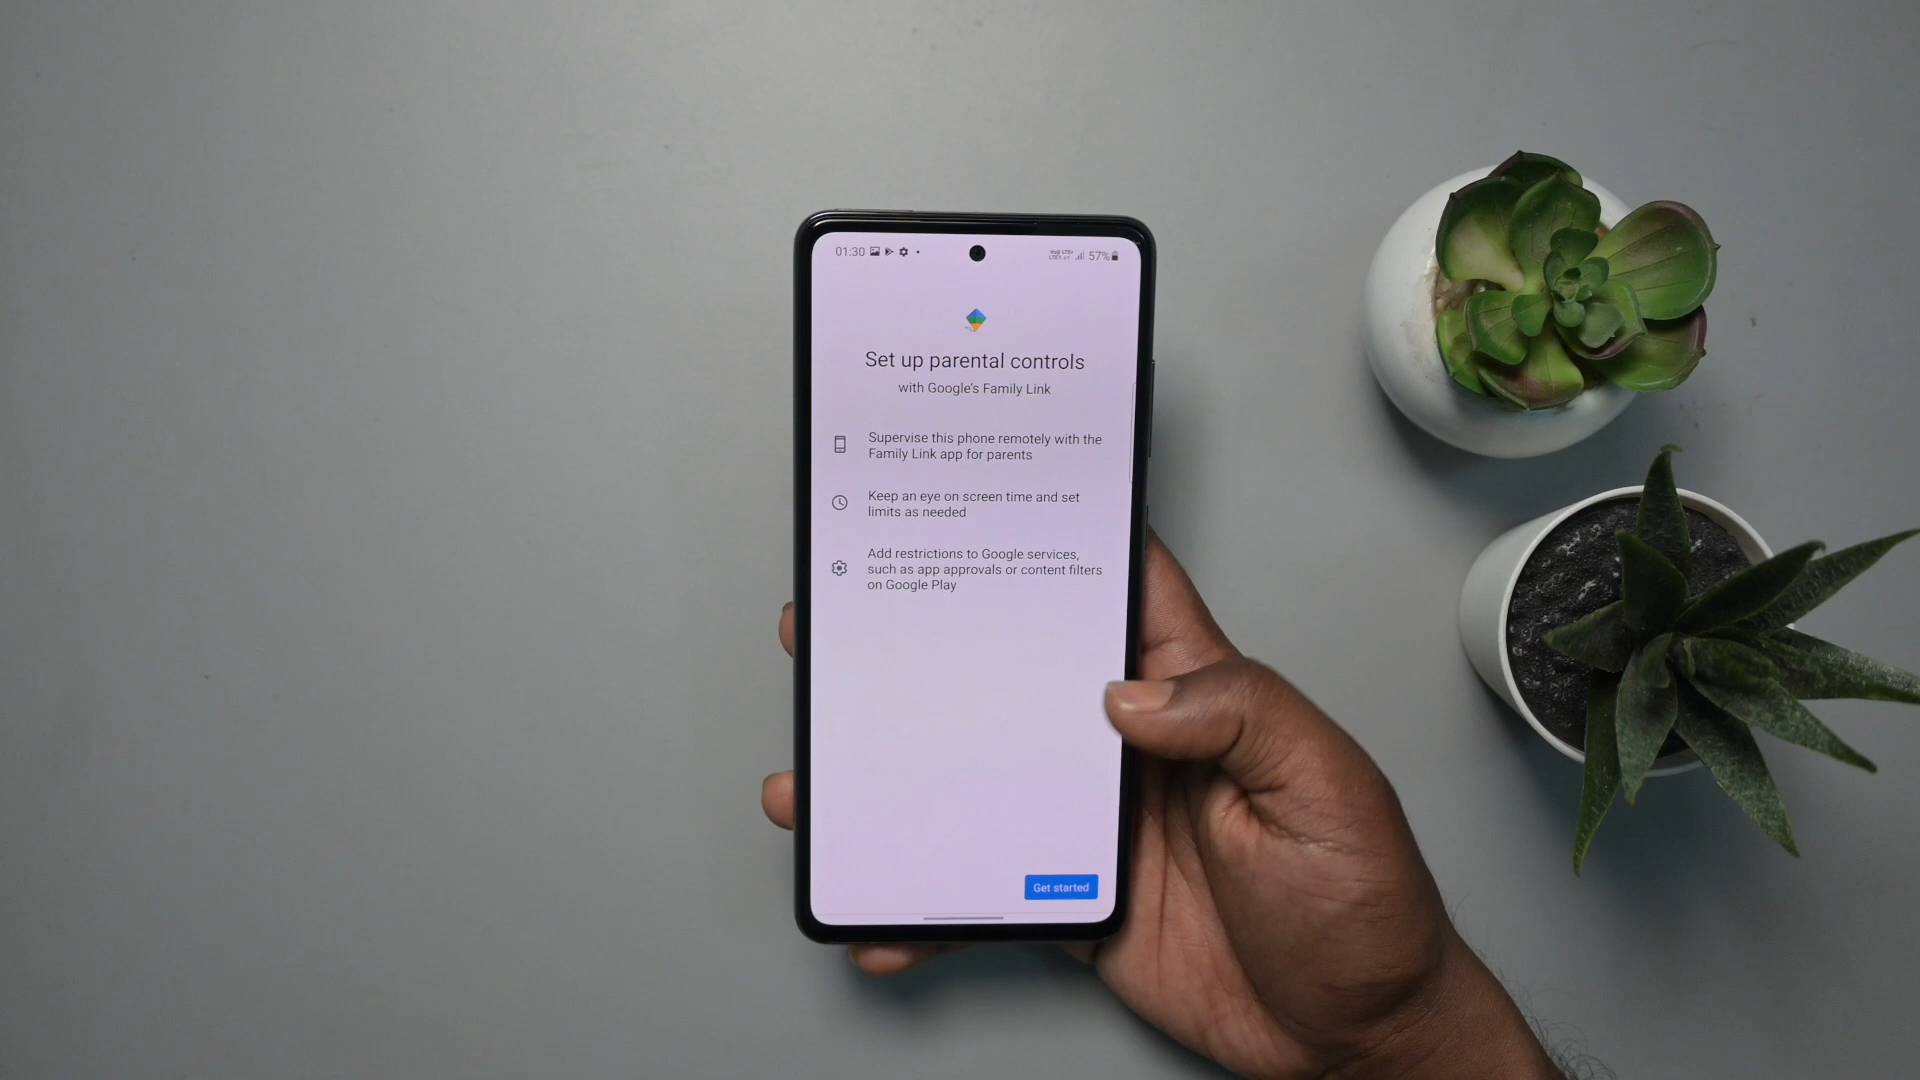 01:30
57%
Set up parental controls
with Google's Family Link
Supervise this phone remotely with the
Family Link app for parents
Keep an eye on screen time and set
limits as needed
Add restrictions to Google services,
such as app approvals or content filters
on Google Play
Get started